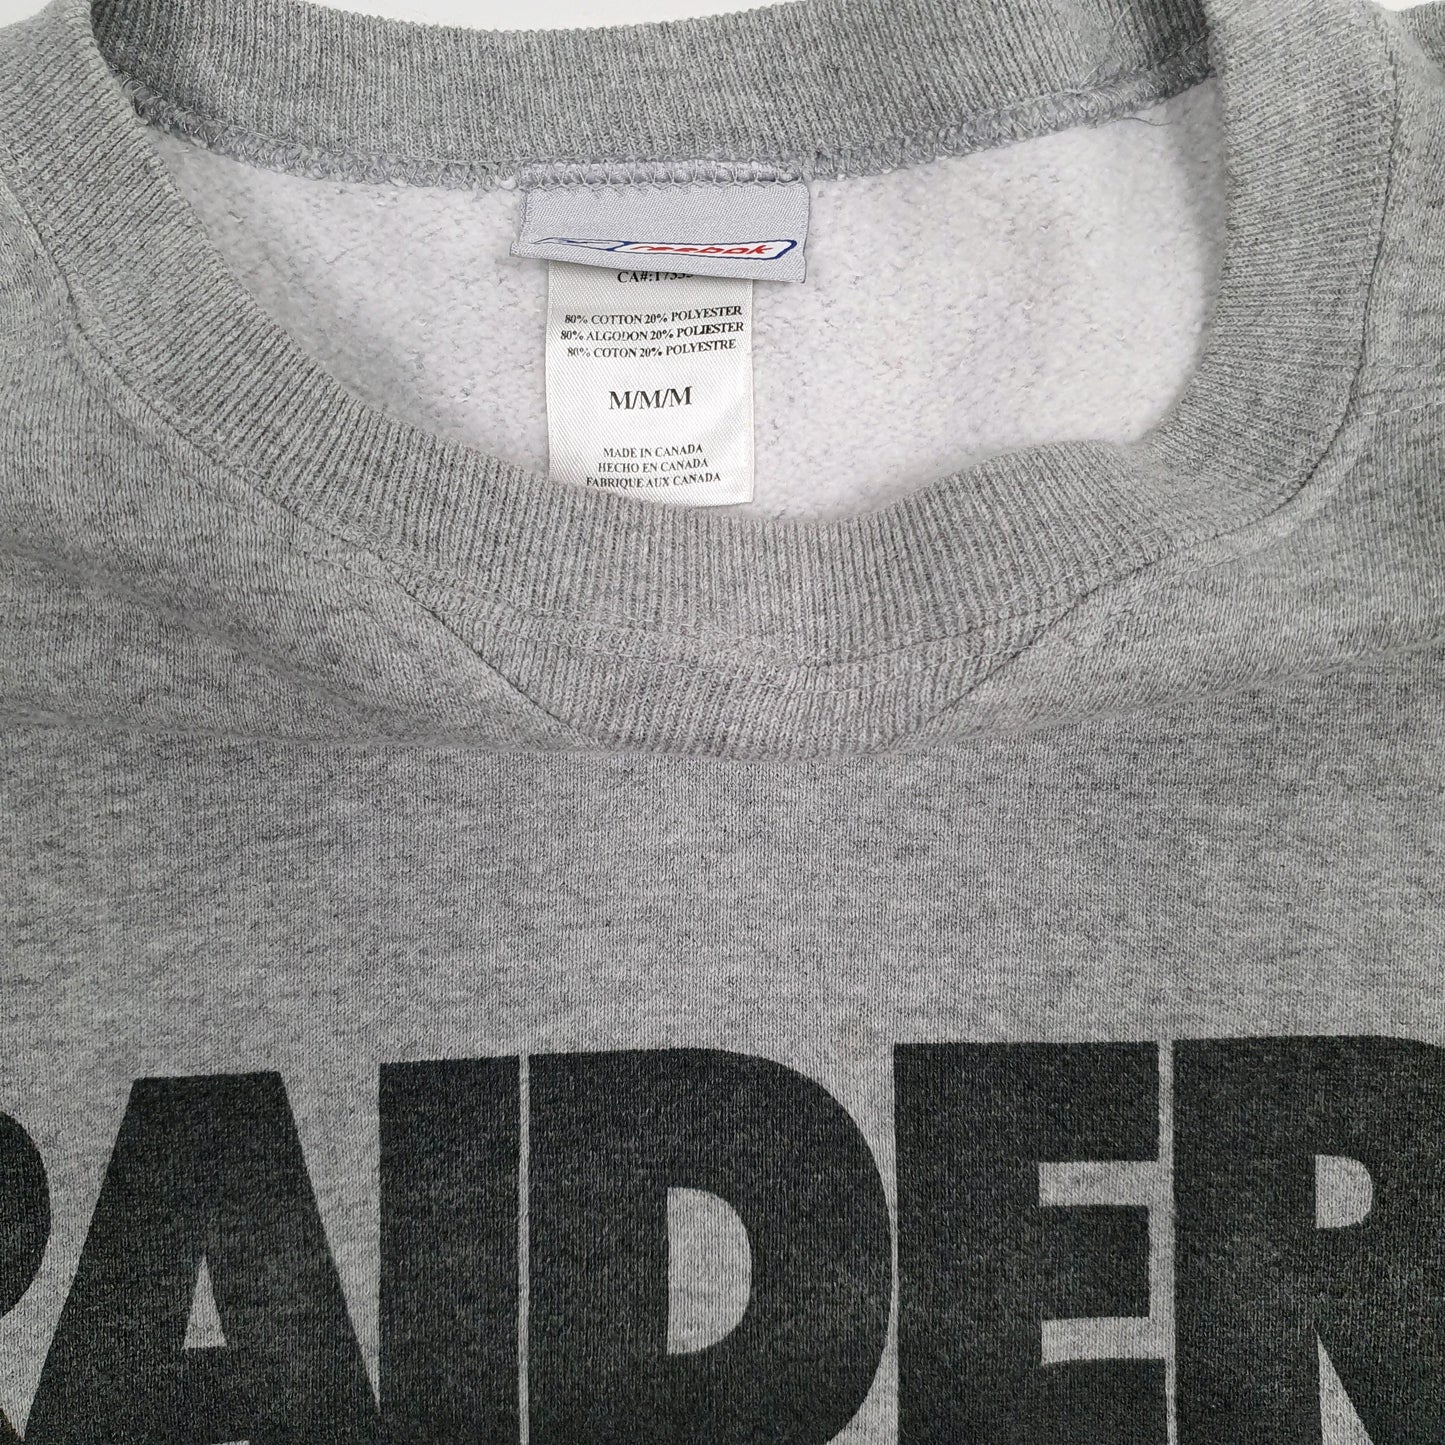 reebok
80% COTTON 20% POLYESTER
80% ALGODON 20% POLIESTER
80% COTON 20% POLYESTRE
M/M/M
MADE IN CANADA
HECHO EN CANADA
FABRIQUE AUX CANADA
RAIDER